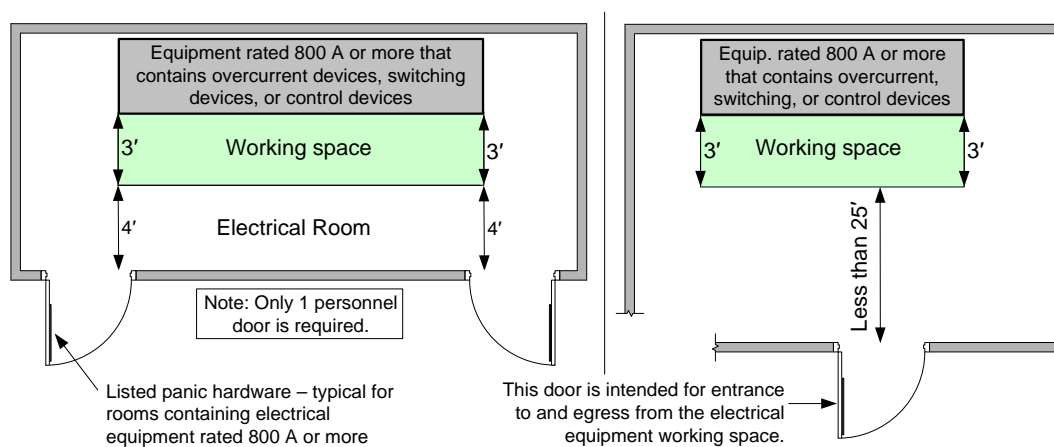 Equipment rated 800 A or more that
contains overcurrent devices, switching
devices, or control devices
3′
Working space
3′
4′
Electrical Room
4′
Note: Only 1 personnel
door is required.
Listed panic hardware – typical for
rooms containing electrical
equipment rated 800 A or more
Equip. rated 800 A or more
that contains overcurrent,
switching, or control devices
3′
Working space
3′
Less than 25′
This door is intended for entrance
to and egress from the electrical
equipment working space.